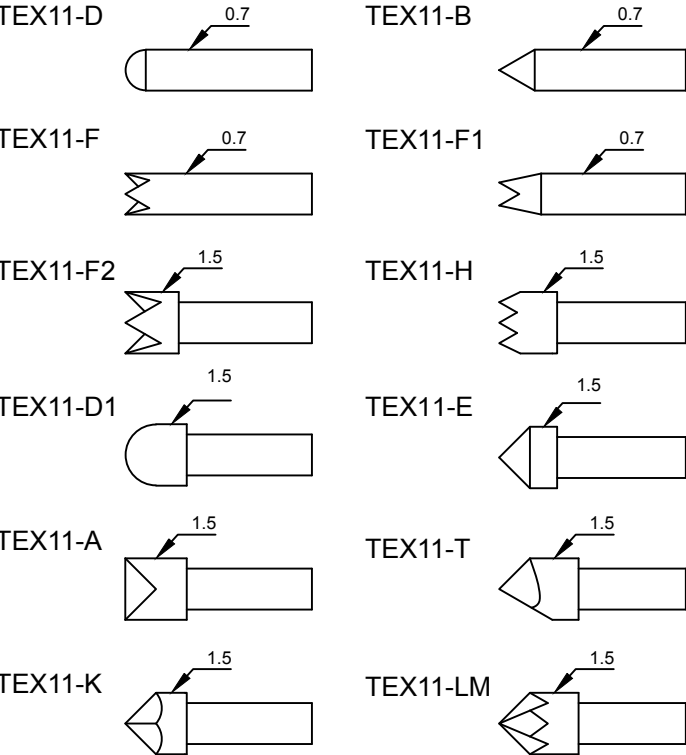 TEX11-D 0.7 TEX11-B 0.7
TEX11-F 0.7 TEX11-F1 0.7
TEX11-F2 1.5 TEX11-H 1.5
TEX11-D1 1.5 TEX11-E 1.5
TEX11-A 1.5 TEX11-T 1.5
TEX11-K 1.5 TEX11-LM 1.5